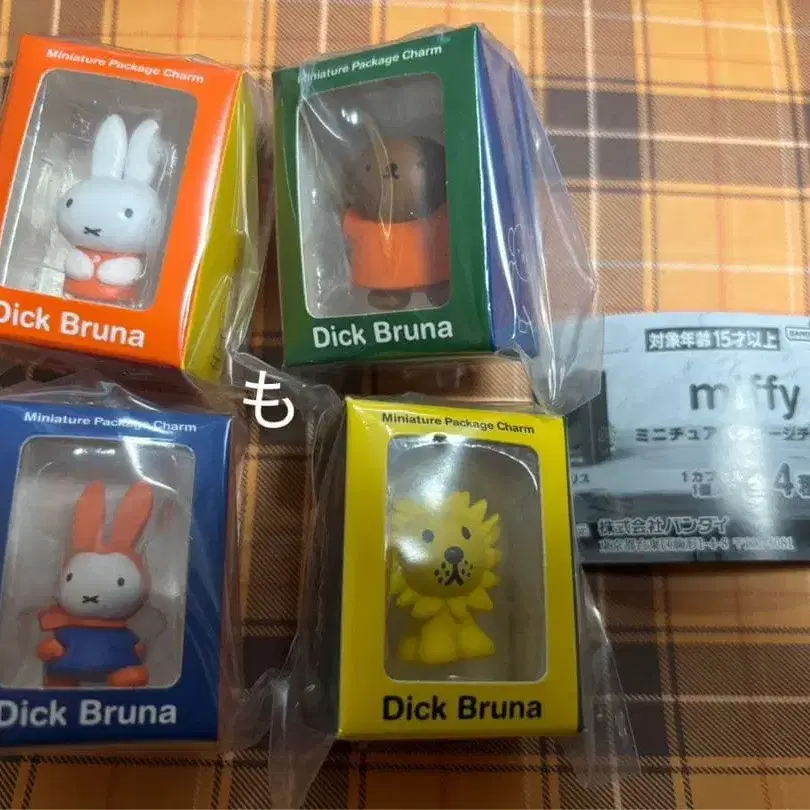 Miniature Package Charm
Dick Bruna
Miniature Package Charm
Dick Bruna
も
Miniature Package Charm
Dick Bruna
Miniature Package Charm
Dick Bruna
対象年齢15才以上
miffy
ミニチュア
株式会社バンダイ